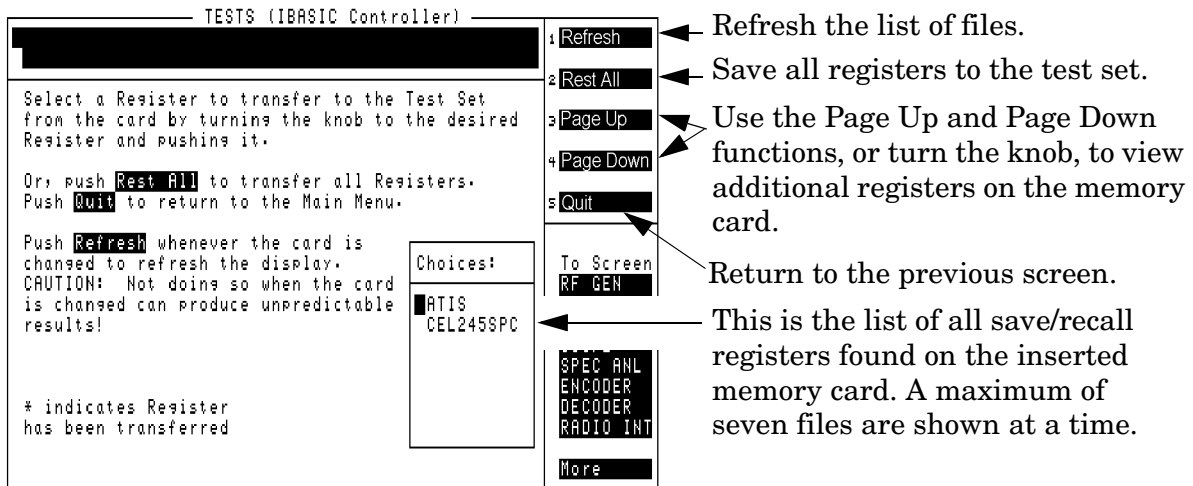 TESTS (IBASIC Controller)
Select a Register to transfer to the Test Set
from the card by turning the knob to the desired
Register and pushing it.
Or, push Rest All to transfer all Registers.
Push Quit to return to the Main Menu.
Push Refresh whenever the card is
changed to refresh the display.
CAUTION: Not doing so when the card
is changed can produce unpredictable
results!
* indicates Register
has been transferred
Choices:
ATIS
CEL245SPC
1 Refresh
2 Rest All
3 Page Up
4 Page Down
5 Quit
To Screen
RF GEN
SPEC ANL
ENCODER
DECODER
RADIO INT
More
Refresh the list of files.
Save all registers to the test set.
Use the Page Up and Page Down
functions, or turn the knob, to view
additional registers on the memory
card.
Return to the previous screen.
This is the list of all save/recall
registers found on the inserted
memory card. A maximum of
seven files are shown at a time.